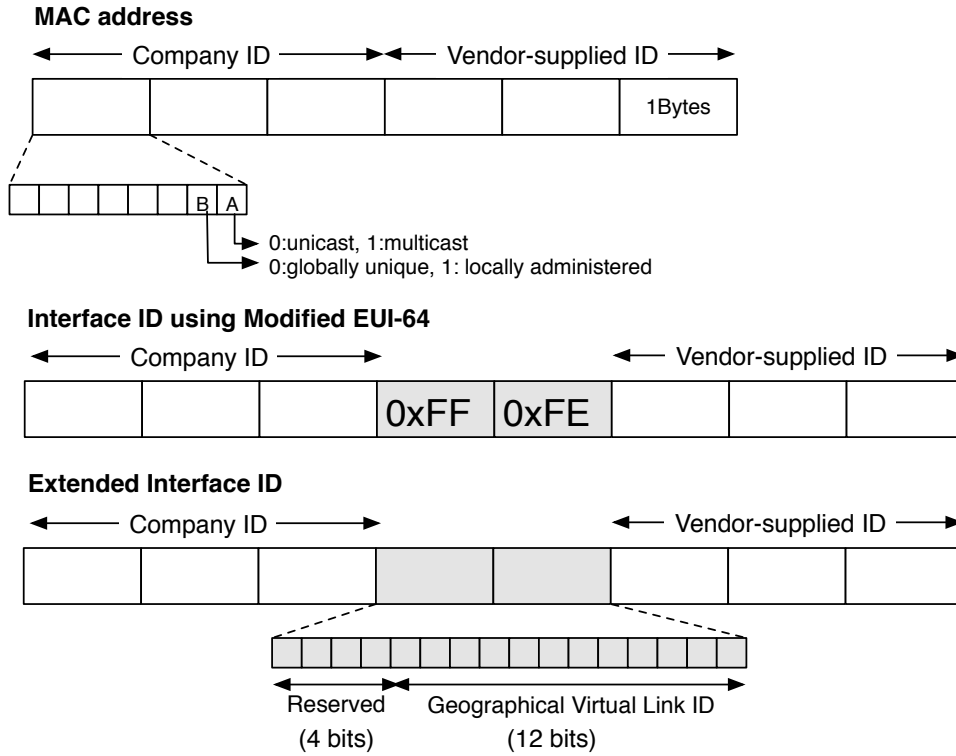 MAC address
Company ID
Vendor-supplied ID
1Bytes
B
A
0:unicast, 1:multicast
0:globally unique, 1: locally administered
Interface ID using Modified EUI-64
Company ID
Vendor-supplied ID
0xFF
0xFE
Extended Interface ID
Company ID
Vendor-supplied ID
Reserved
(4 bits)
Geographical Virtual Link ID
(12 bits)